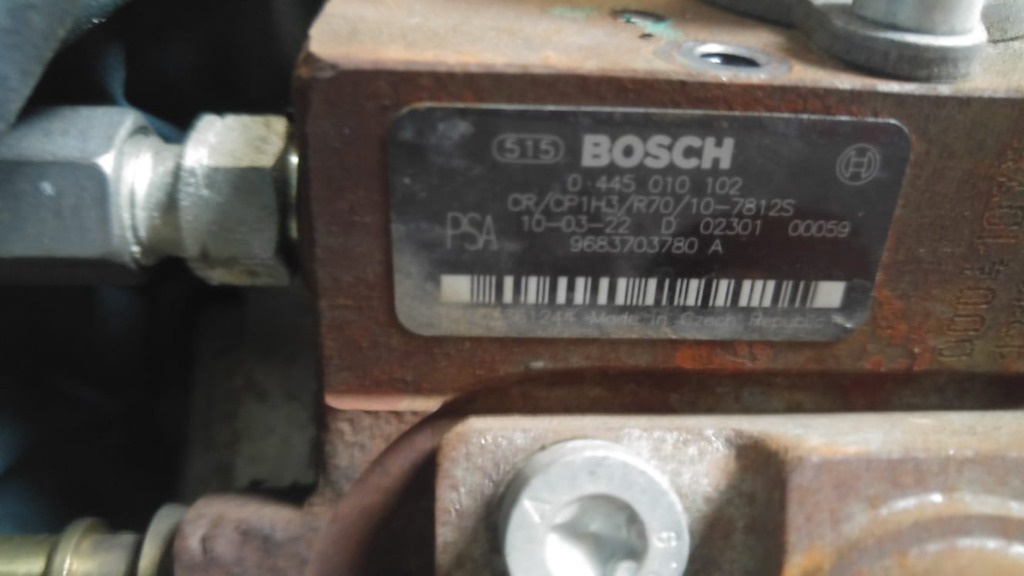 515 BOSCH
0 445 010 102
CR/CP1H3/R70/10-7812S
PSA 10-03-22 D 02301 00059
9683703780 A
Made in Czech Republic